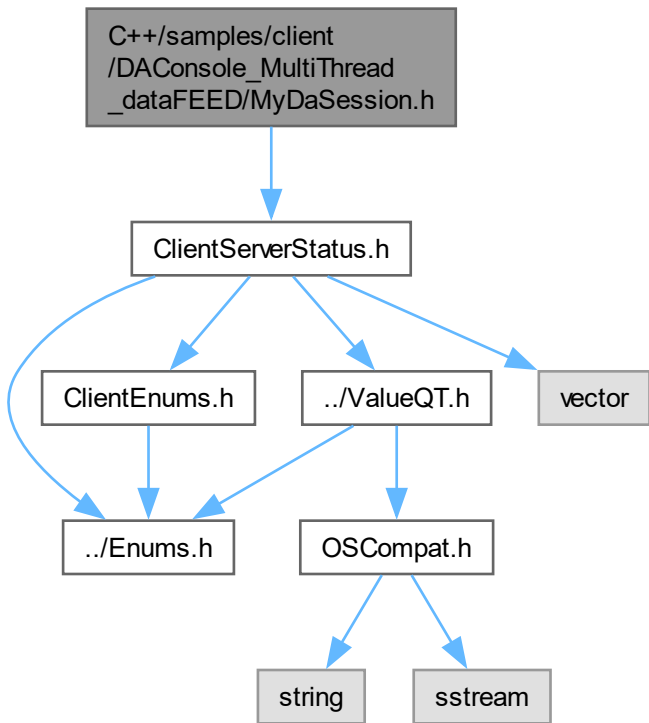 C++/samples/client
/DAConsole_MultiThread
_dataFEED/MyDaSession.h
ClientServerStatus.h
ClientEnums.h
../ValueQT.h
vector
../Enums.h
OSCompat.h
string
sstream